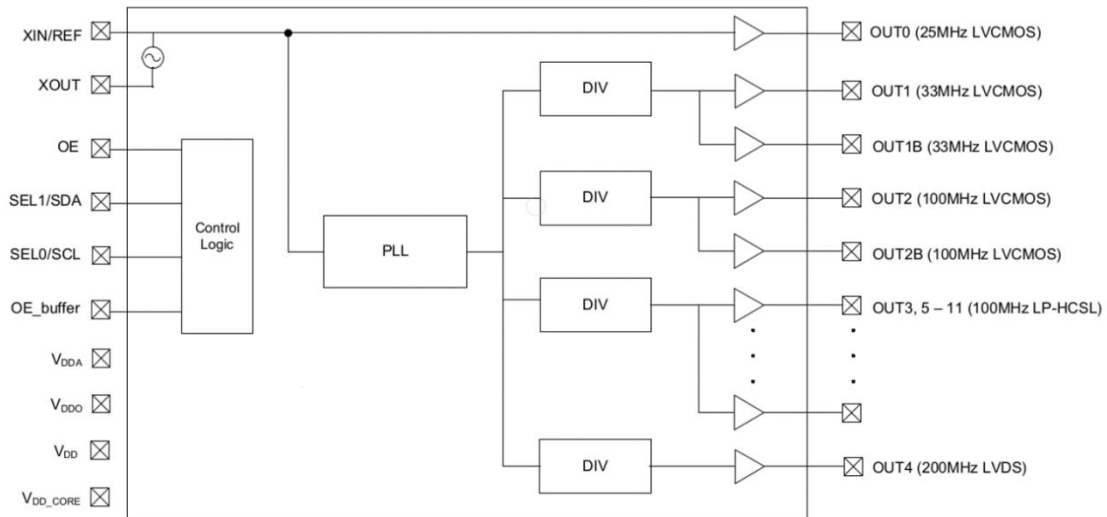 XIN/REF
OUT0 (25MHz LVCMOS)
XOUT
DIV
OUT1 (33MHz LVCMOS)
OE
OUT1B (33MHz LVCMOS)
SEL1/SDA
DIV
OUT2 (100MHz LVCMOS)
Control
Logic
SEL0/SCL
PLL
OUT2B (100MHz LVCMOS)
OE_buffer
DIV
OUT3, 5 – 11 (100MHz LP-HCSL)
VDDA
VDDO
VDD
DIV
OUT4 (200MHz LVDS)
VDD_CORE